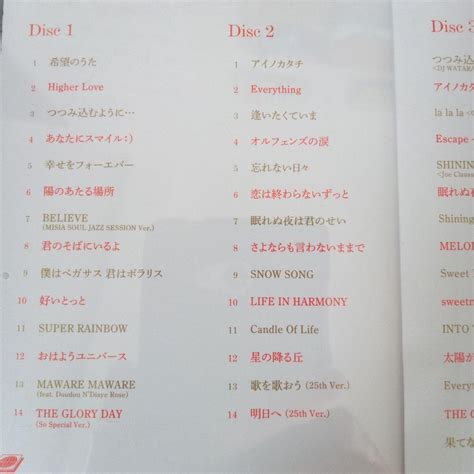 Disc 1
1 希望のうた
2 Higher Love
3 つつみ込むように…
4 あなたにスマイル:)
5 幸せをフォーエバー
6 陽のあたる場所
7 BELIEVE
(MISIA SOUL JAZZ SESSION Ver.)
8 君のそばにいるよ
9 僕はペガサス 君はポラリス
10 好いとっと
11 SUPER RAINBOW
12 おはようユニバース
13 MAWARE MAWARE
(feat. Doudou N'Diaye Rose)
14 THE GLORY DAY
(So Special Ver.)
Disc 2
1 アイノカタチ
2 Everything
3 逢いたくていま
4 オルフェンズの涙
5 忘れない日々
6 恋は終わらないずっと
7 眠れぬ夜は君のせい
8 さよならも言わないままで
9 SNOW SONG
10 LIFE IN HARMONY
11 Candle Of Life
12 星の降る丘
13 歌を歌おう (25th Ver.)
14 明日へ (25th Ver.)
Disc 3
つつみ込む
<DJ WATARA
アイノカタ
la la la <
Escape
SHININ
<Joe Clauss
Shining
MELO
Sweet
sweetn
INTO
太陽が
Everyth
果てなく